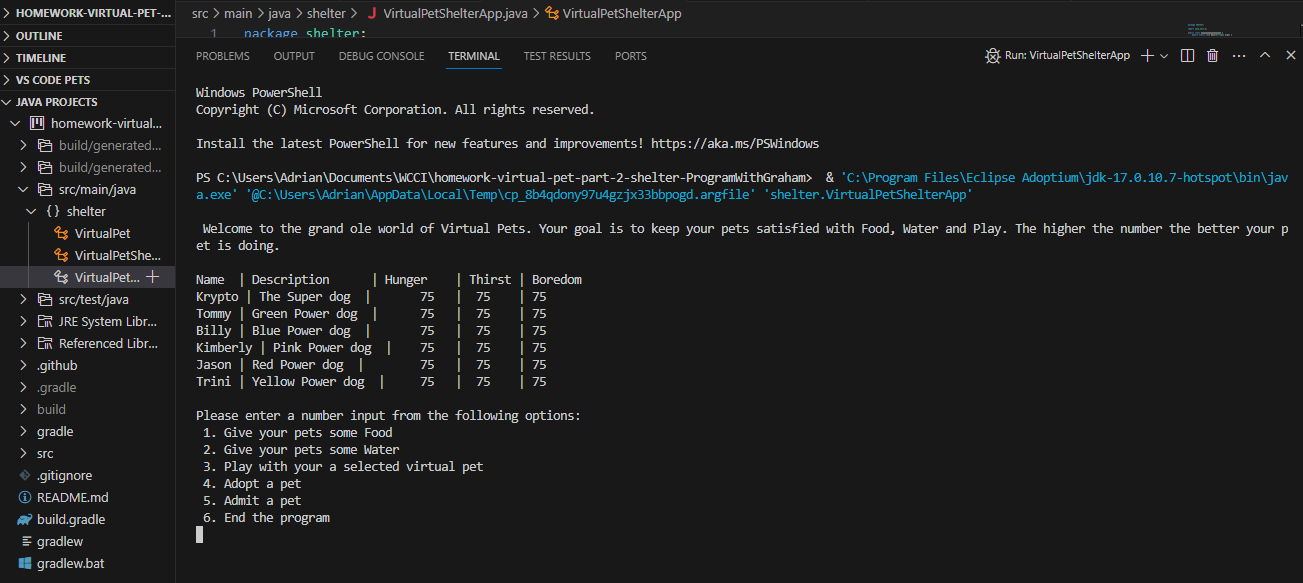 HOMEWORK-VIRTUAL-PET-...
OUTLINE
TIMELINE
VS CODE PETS
JAVA PROJECTS
homework-virtual...
build/generated...
build/generated...
src/main/java
{} shelter
VirtualPet
VirtualPetShe...
VirtualPet...
src/test/java
JRE System Libr...
Referenced Libr...
.github
.gradle
build
gradle
src
.gitignore
README.md
build.gradle
gradlew
gradlew.bat
src > main > java > shelter > J VirtualPetShelterApp.java > VirtualPetShelterApp
1 package shelter;
PROBLEMS OUTPUT DEBUG CONSOLE TERMINAL TEST RESULTS PORTS Run: VirtualPetShelterApp
Windows PowerShell
Copyright (C) Microsoft Corporation. All rights reserved.
Install the latest PowerShell for new features and improvements! https://aka.ms/PSWindows
PS C:\Users\Adrian\Documents\WCCI\homework-virtual-pet-part-2-shelter-ProgramWithGraham>  & 'C:\Program Files\Eclipse Adoptium\jdk-17.0.10.7-hotspot\bin\jav
a.exe' '@C:\Users\Adrian\AppData\Local\Temp\cp_8b4qdony97u4gzjx33bbpogd.argfile' 'shelter.VirtualPetShelterApp'
Welcome to the grand ole world of Virtual Pets. Your goal is to keep your pets satisfied with Food, Water and Play. The higher the number the better your p
et is doing.
Name  | Description      | Hunger    | Thirst | Boredom
Krypto | The Super dog  |       75   |  75    | 75
Tommy | Green Power dog  |       75   |  75    | 75
Billy | Blue Power dog  |       75   |  75    | 75
Kimberly | Pink Power dog  |    75   |  75    | 75
Jason | Red Power dog  |        75   |  75    | 75
Trini | Yellow Power dog  |     75   |  75    | 75
Please enter a number input from the following options:
1. Give your pets some Food
2. Give your pets some Water
3. Play with your a selected virtual pet
4. Adopt a pet
5. Admit a pet
6. End the program